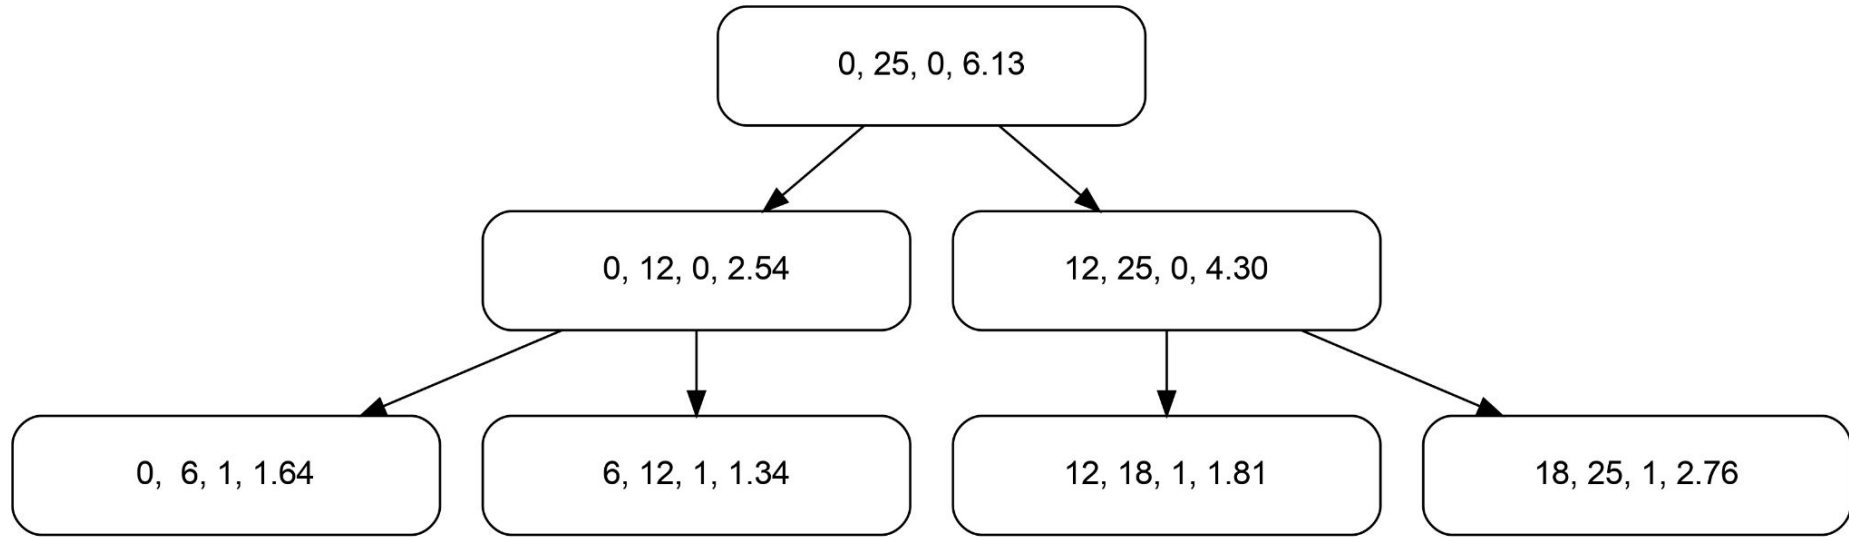 0, 25, 0, 6.13
0, 12, 0, 2.54
12, 25, 0, 4.30
0,  6, 1, 1.64
6, 12, 1, 1.34
12, 18, 1, 1.81
18, 25, 1, 2.76